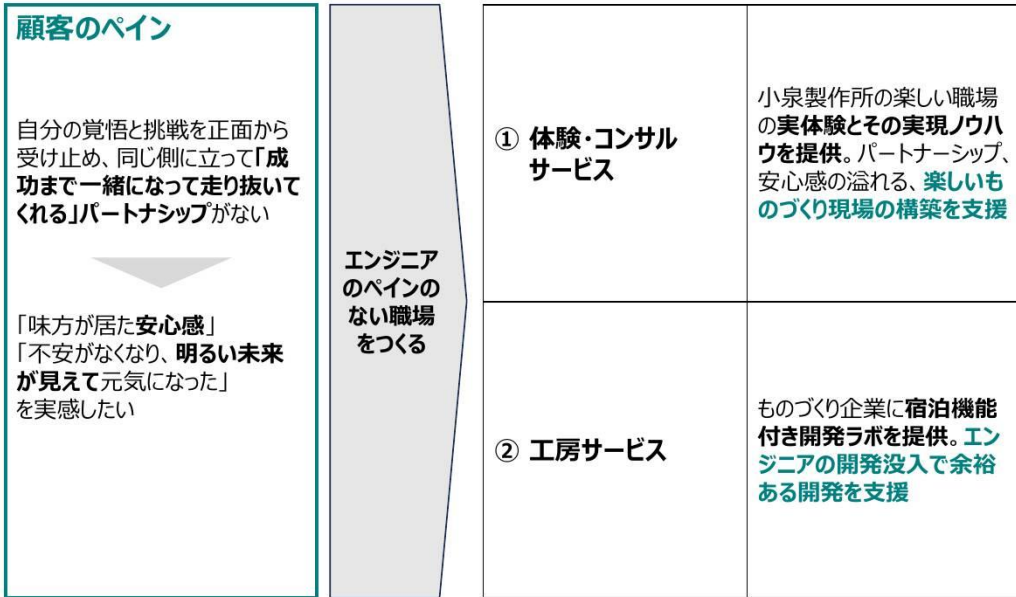 顧客のペイン
自分の覚悟と挑戦を正面から
受け止め、同じ側に立って「成
功まで一緒になって走り抜いて
くれる」パートナシップがない
「味方が居た安心感」
「不安がなくなり、明るい未来
が見えて元気になった」
を実感したい
エンジニア
のペインの
ない職場
をつくる
① 体験・コンサル
サービス
小泉製作所の楽しい職場
の実体験とその実現ノウハ
ウを提供。パートナーシップ、
安心感の溢れる、楽しいも
のづくり現場の構築を支援
② 工房サービス
ものづくり企業に宿泊機能
付き開発ラボを提供。エン
ジニアの開発没入で余裕
ある開発を支援